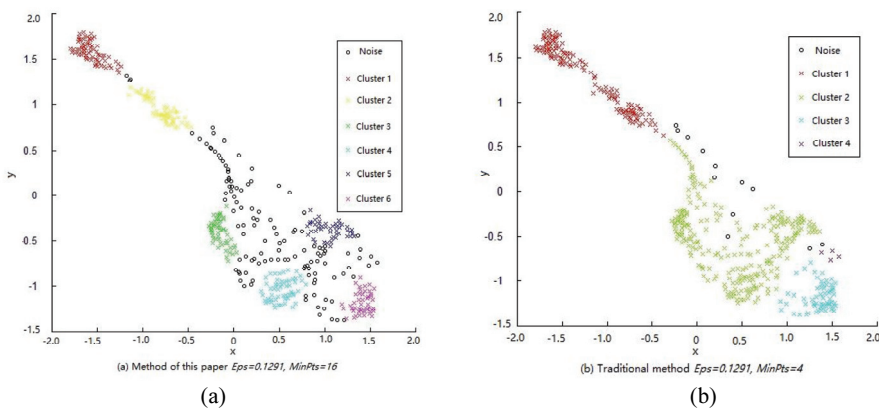 2.0
1.5
1
0.5
0
-0.5
-1
-1.5
y
-2.0 -1.5 -1.0 -0.5 0 0.5 1.0 1.5 2.0
x
Noise
Cluster 1
Cluster 2
Cluster 3
Cluster 4
Cluster 5
Cluster 6
(a) Method of this paper Eps=0.1291, MinPts=16
(a)
2.0
1.5
1
0.5
0
-0.5
-1
-1.5
y
-2.0 -1.5 -1.0 -0.5 0 0.5 1.0 1.5 2.0
x
Noise
Cluster 1
Cluster 2
Cluster 3
Cluster 4
(b) Traditional method Eps=0.1291, MinPts=4
(b)